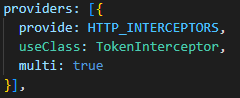 providers: [{
  provide: HTTP_INTERCEPTORS,
  useClass: TokenInterceptor,
  multi: true
}],